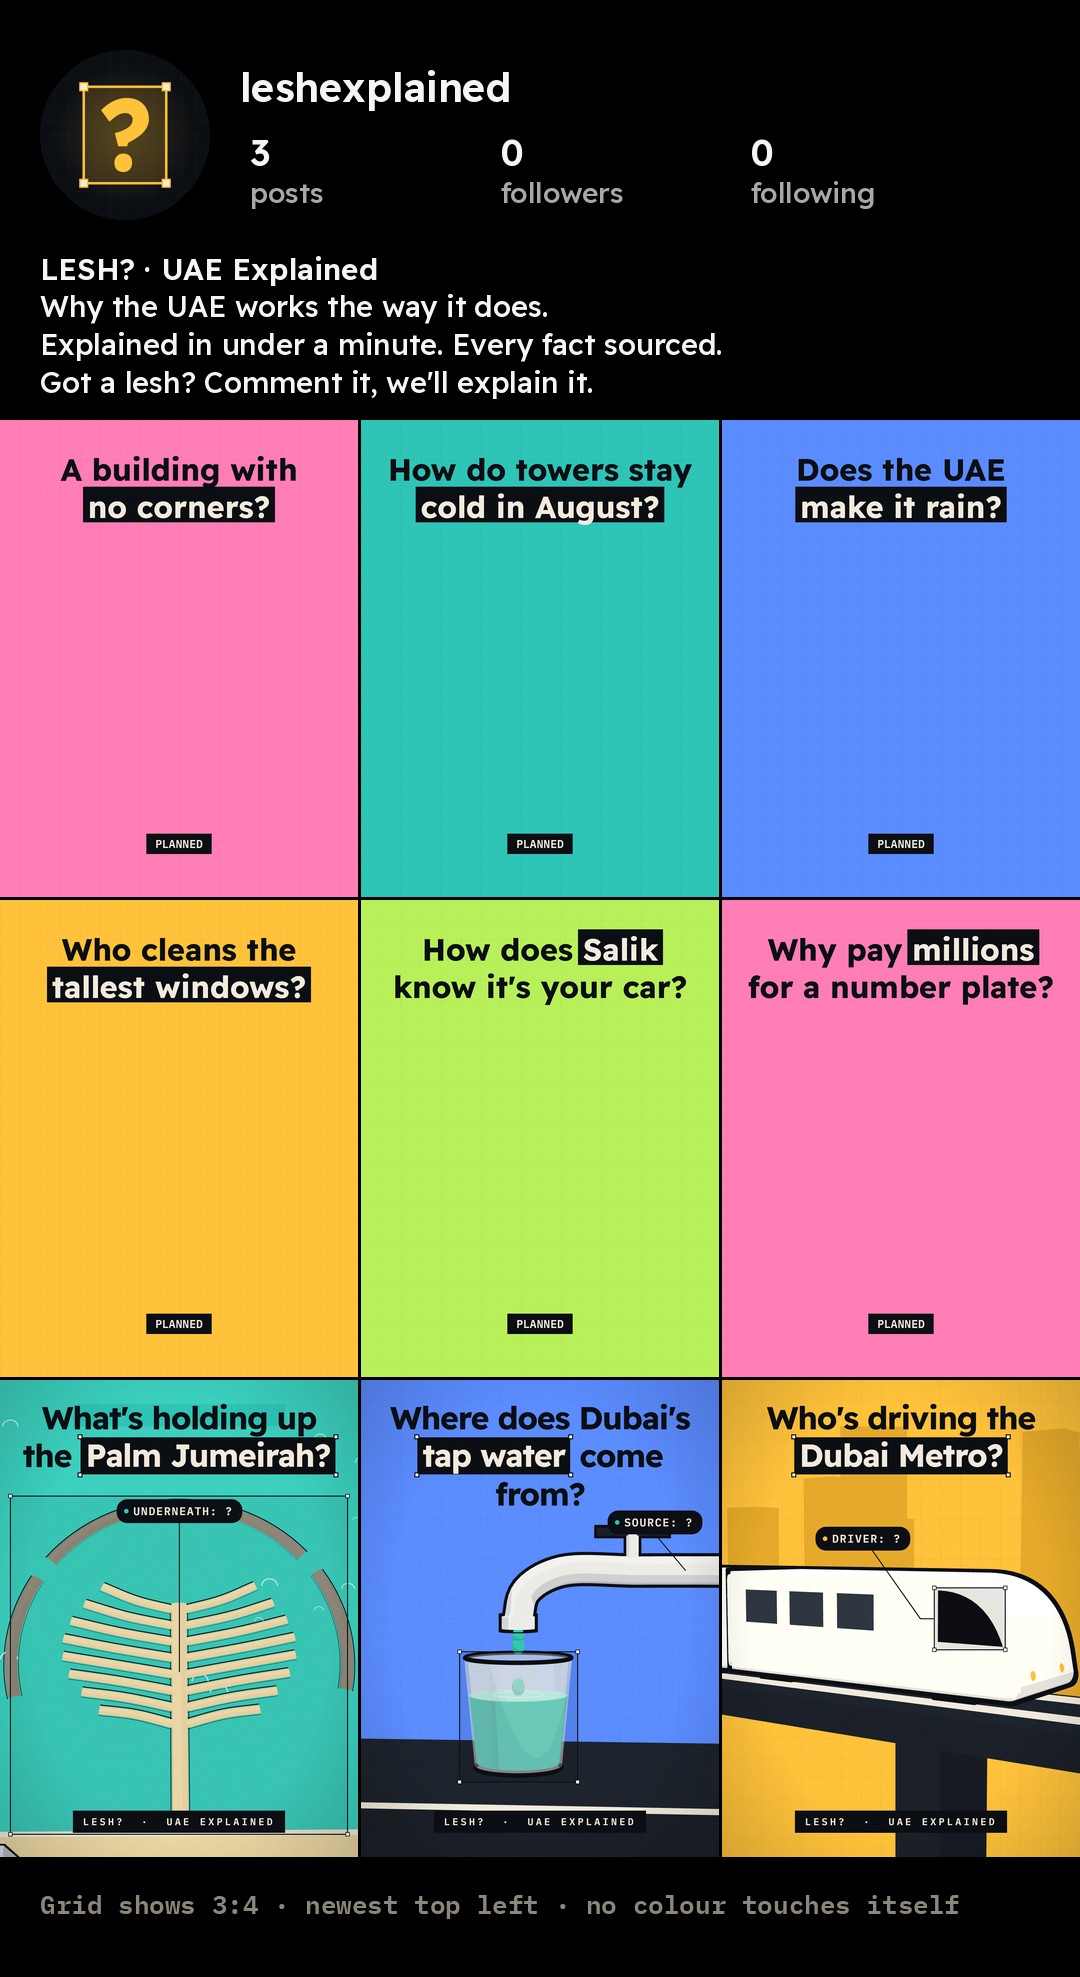 ?
leshexplained
3
posts
0
followers
0
following
LESH? · UAE Explained
Why the UAE works the way it does.
Explained in under a minute. Every fact sourced.
Got a lesh? Comment it, we'll explain it.
A building with
no corners?
PLANNED
How do towers stay
cold in August?
PLANNED
Does the UAE
make it rain?
PLANNED
Who cleans the
tallest windows?
PLANNED
How does Salik
know it's your car?
PLANNED
Why pay millions
for a number plate?
PLANNED
What's holding up
the Palm Jumeirah?
UNDERNEATH: ?
LESH? · UAE EXPLAINED
Where does Dubai's
tap water come
from?
SOURCE: ?
LESH? · UAE EXPLAINED
Who's driving the
Dubai Metro?
DRIVER: ?
LESH? · UAE EXPLAINED
Grid shows 3:4 · newest top left · no colour touches itself